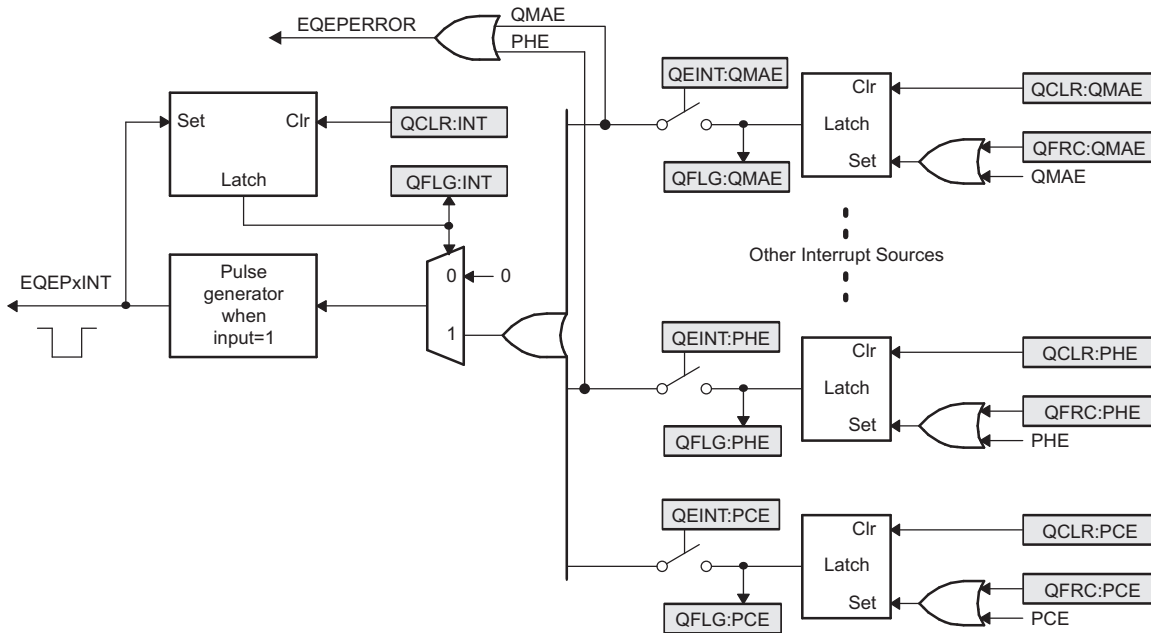 EQEPERROR
QMAE
PHE
Set
Clr
Latch
QCLR:INT
QFLG:INT
EQEPxINT
Pulse
generator
when
input=1
0
0
1
QEINT:QMAE
QFLG:QMAE
Clr
Latch
Set
QCLR:QMAE
QFRC:QMAE
QMAE
Other Interrupt Sources
QEINT:PHE
QFLG:PHE
Clr
Latch
Set
QCLR:PHE
QFRC:PHE
PHE
QEINT:PCE
QFLG:PCE
Clr
Latch
Set
QCLR:PCE
QFRC:PCE
PCE